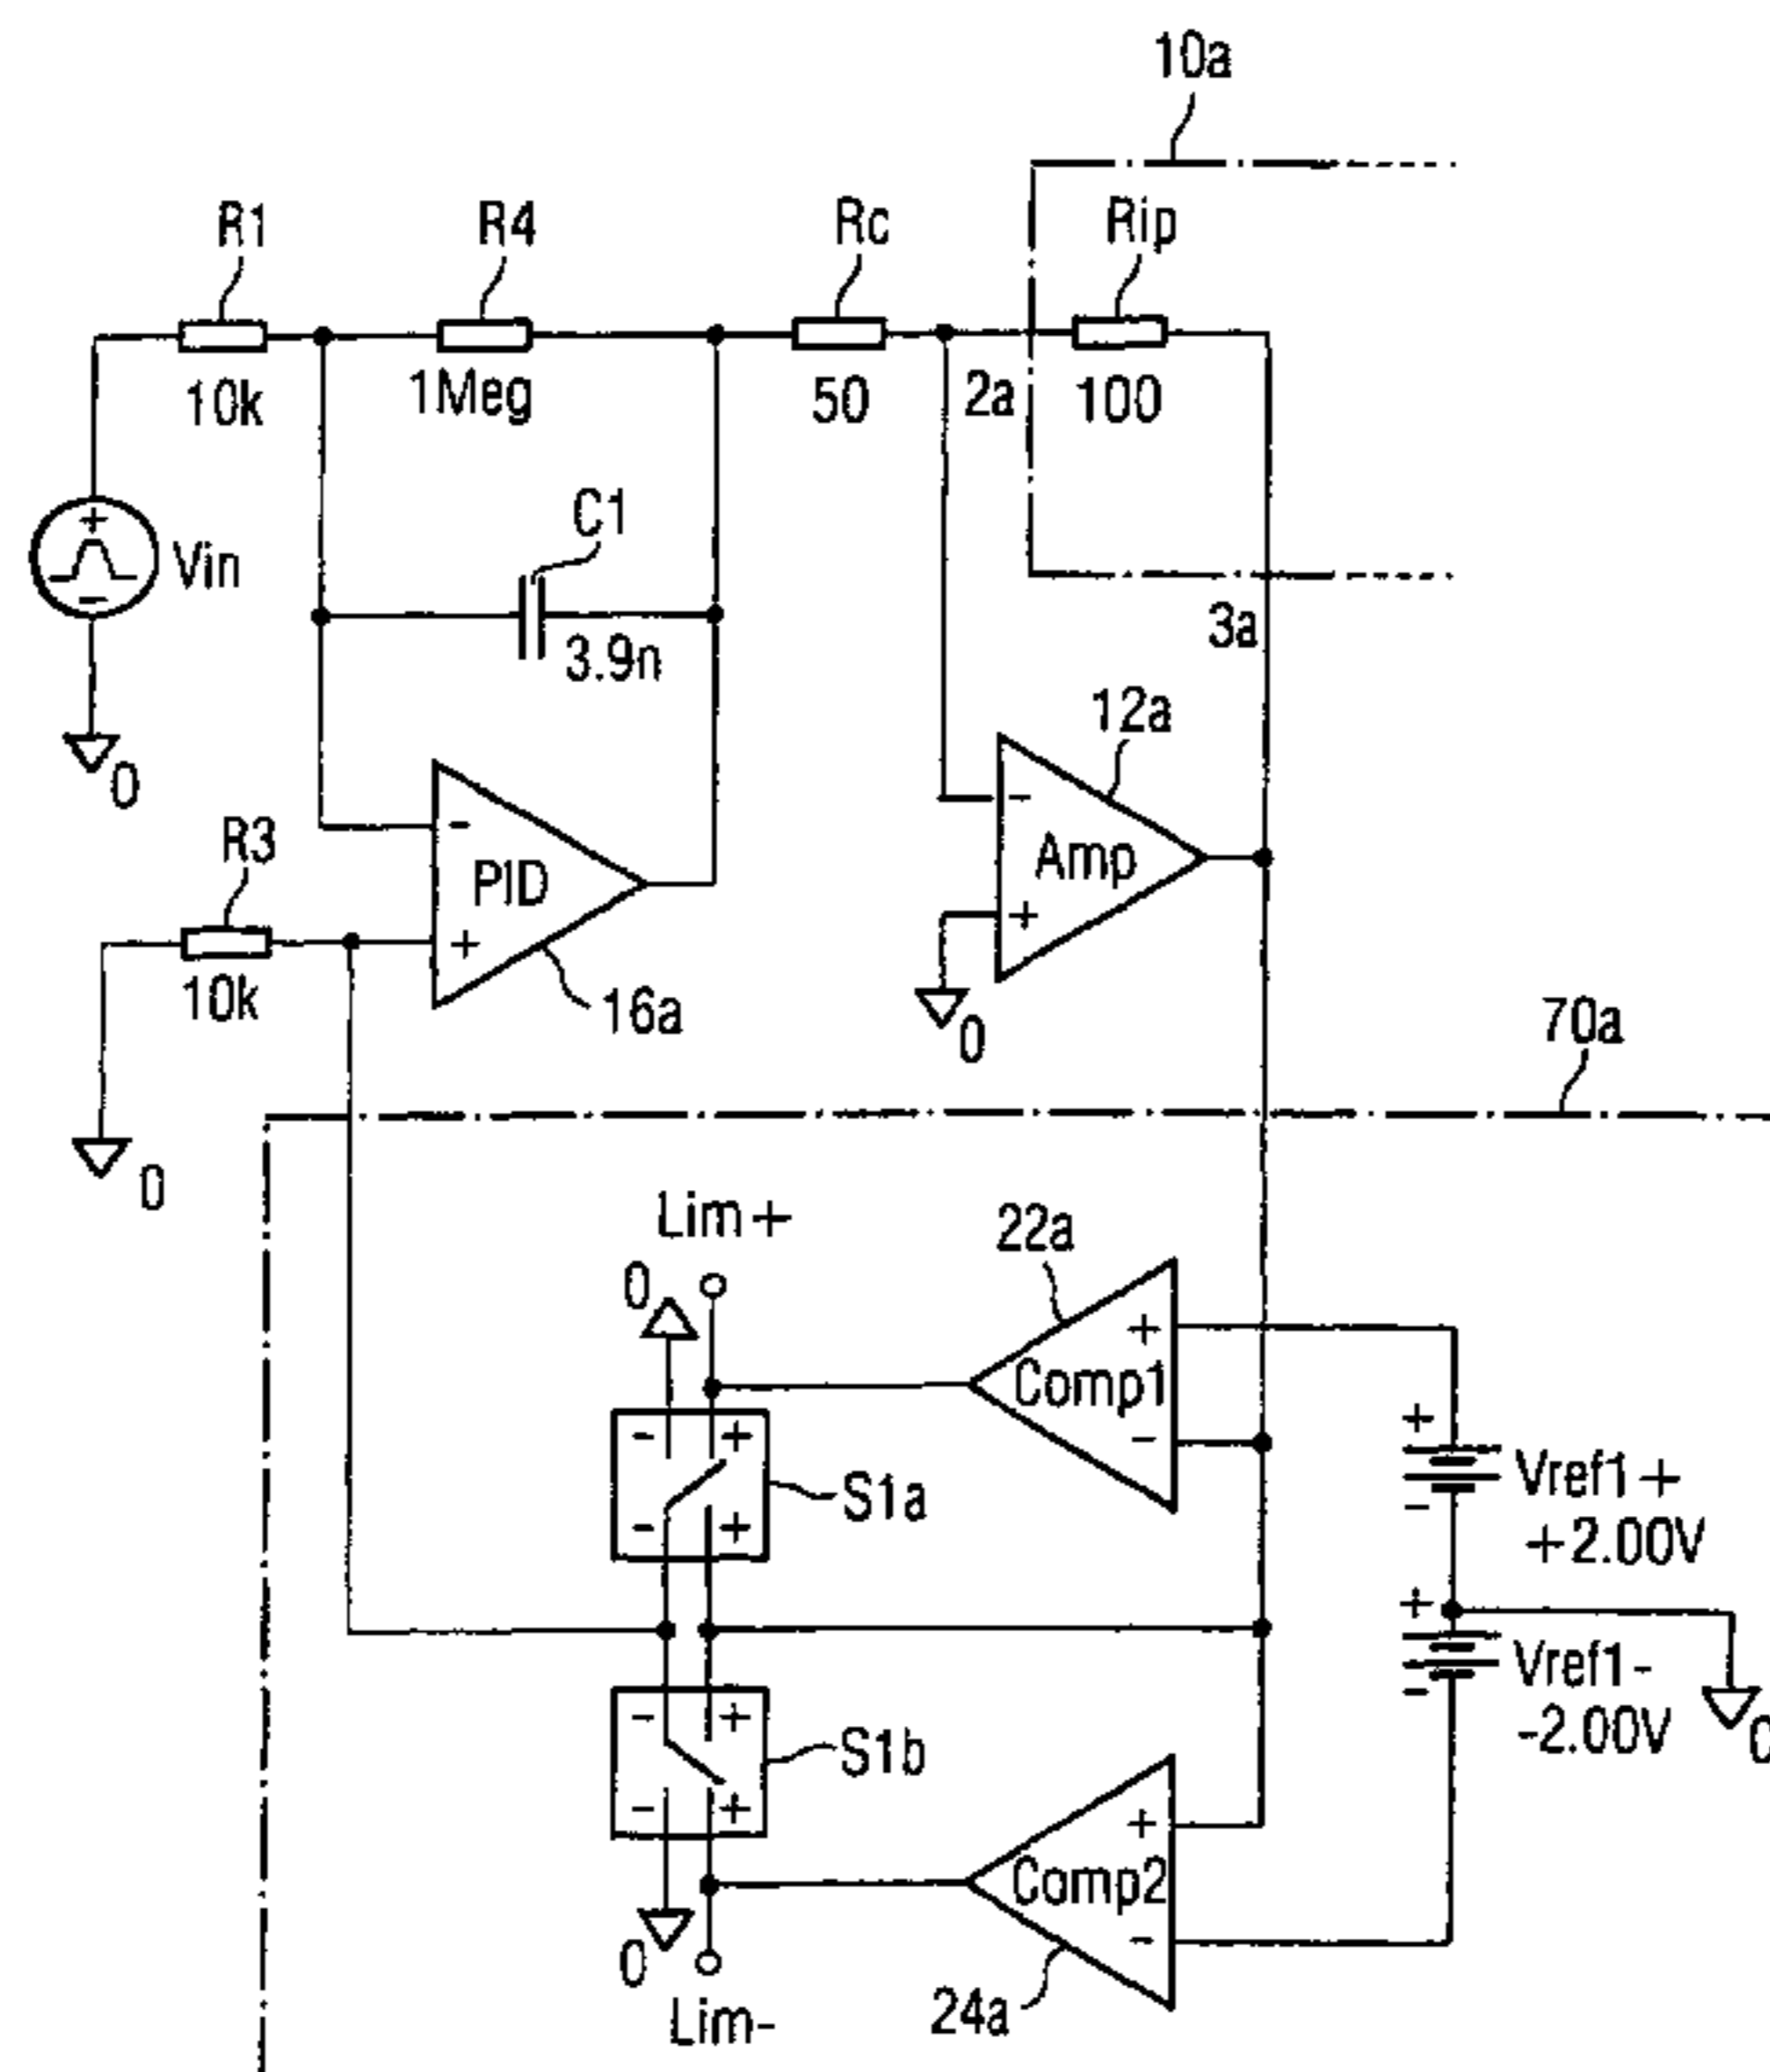 10a
R1
R4
Rc
Rip
10k
1Meg
50
2a
100
C1
Vin
3.9n
3a
12a
0
R3
-
PID
+
-
Amp
+
10k
16a
0
70a
0
Lim+
22a
0
+
Comp1
-
- +
- +
S1a
+
-
Vref1+
+2.00V
+
-
Vref1-
-2.00V
0
- +
- +
S1b
+
Comp2
-
0
Lim-
24a